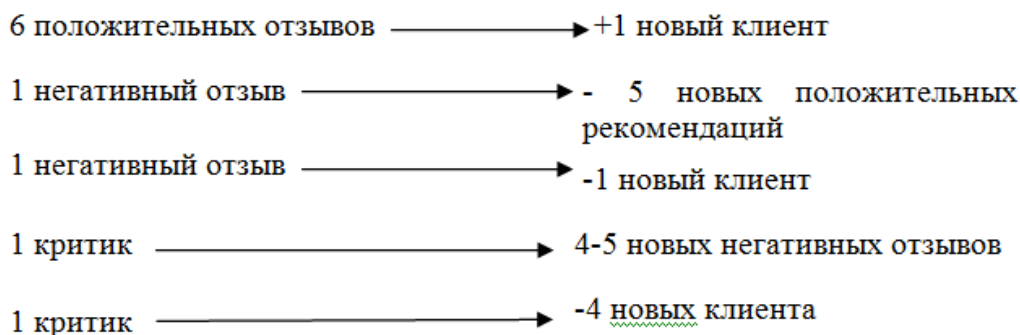 6 положительных отзывов +1 новый клиент
1 негативный отзыв - 5 новых положительных
рекомендаций
1 негативный отзыв -1 новый клиент
1 критик 4-5 новых негативных отзывов
1 критик -4 новых клиента